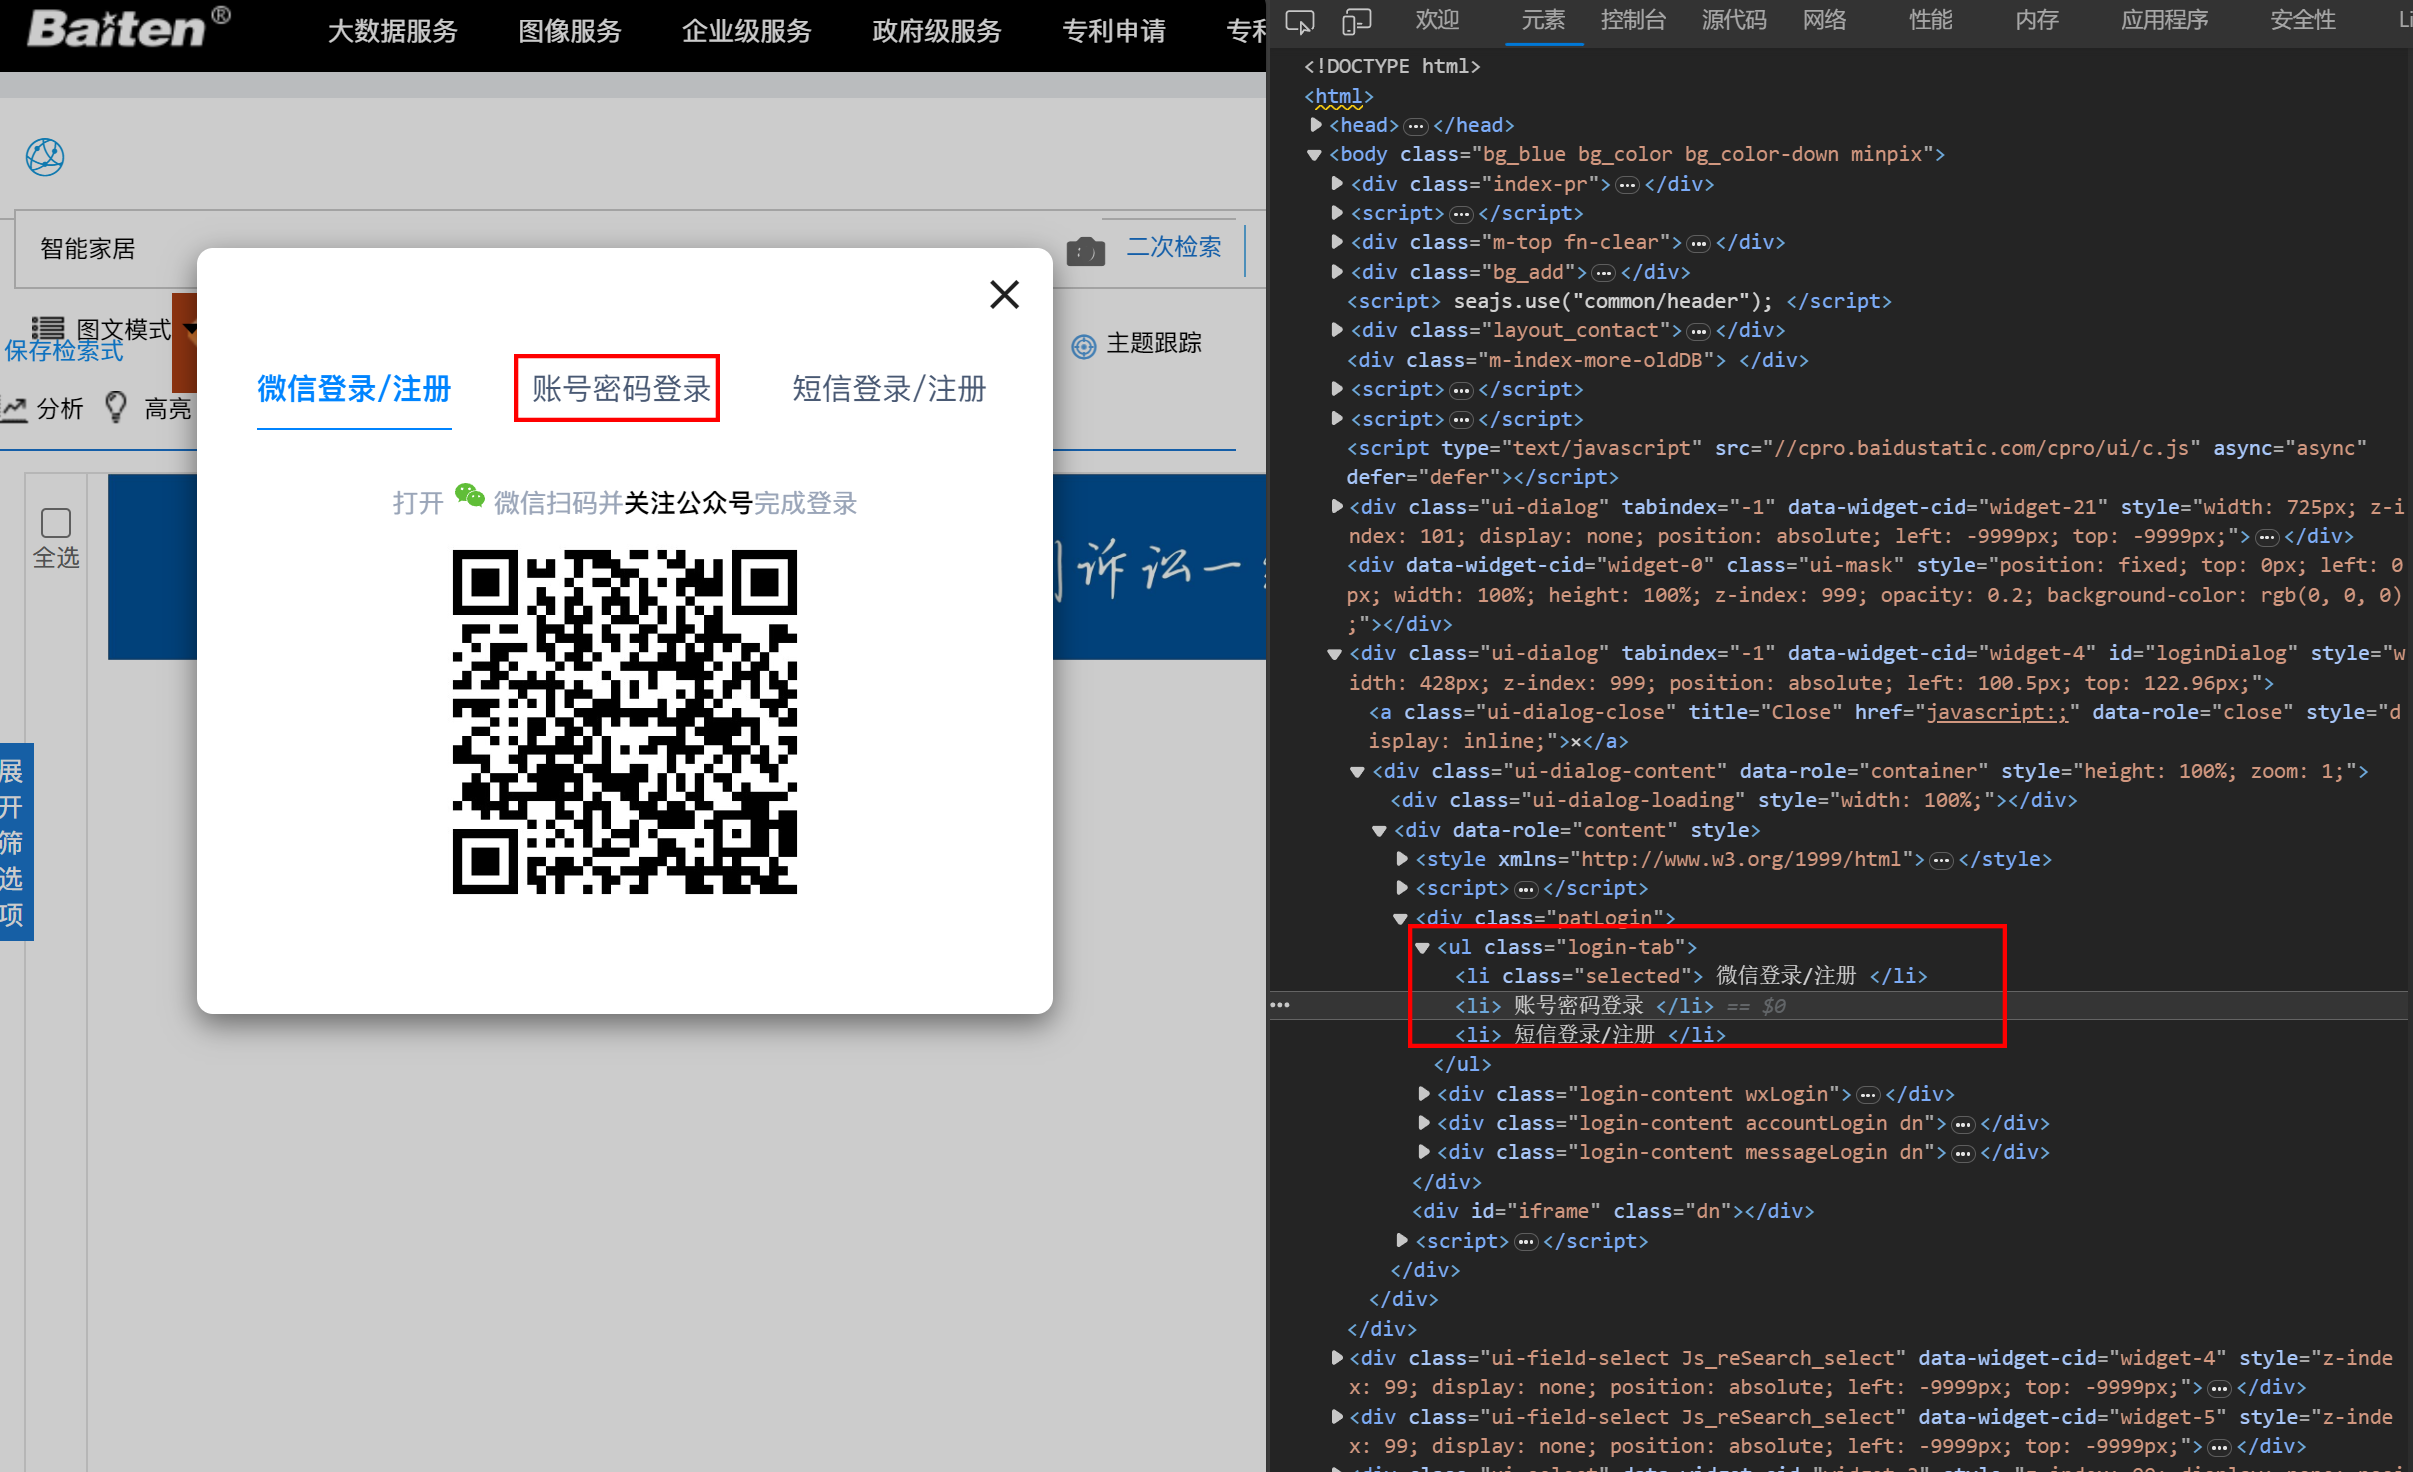 Baiten®
大数据服务 图像服务 企业级服务 政府级服务 专利申请
智能家居
二次检索
图文模式
保存检索式
主题跟踪
分析 高亮
微信登录/注册 账号密码登录 短信登录/注册
打开 微信扫码并关注公众号完成登录
全选
诉讼一
展开筛选项
欢迎 元素 控制台 源代码 网络 性能 内存 应用程序 安全性
<!DOCTYPE html>
<html>
<head>…</head>
<body class="bg_blue bg_color bg_color-down minpix">
<div class="index-pr">…</div>
<script>…</script>
<div class="m-top fn-clear">…</div>
<div class="bg_add">…</div>
<script> seajs.use("common/header"); </script>
<div class="layout_contact">…</div>
<div class="m-index-more-oldDB"> </div>
<script>…</script>
<script>…</script>
<script type="text/javascript" src="//cpro.baidustatic.com/cpro/ui/c.js" async="async"
defer="defer"></script>
<div class="ui-dialog" tabindex="-1" data-widget-cid="widget-21" style="width: 725px; z-i
ndex: 101; display: none; position: absolute; left: -9999px; top: -9999px;">…</div>
<div data-widget-cid="widget-0" class="ui-mask" style="position: fixed; top: 0px; left: 0
px; width: 100%; height: 100%; z-index: 999; opacity: 0.2; background-color: rgb(0, 0, 0)
;"></div>
<div class="ui-dialog" tabindex="-1" data-widget-cid="widget-4" id="loginDialog" style="w
idth: 428px; z-index: 999; position: absolute; left: 100.5px; top: 122.96px;">
<a class="ui-dialog-close" title="Close" href="javascript:;" data-role="close" style="d
isplay: inline;">×</a>
<div class="ui-dialog-content" data-role="container" style="height: 100%; zoom: 1;">
<div class="ui-dialog-loading" style="width: 100%;"></div>
<div data-role="content" style>
<style xmlns="http://www.w3.org/1999/html">…</style>
<script>…</script>
<div class="patLogin">
<ul class="login-tab">
<li class="selected"> 微信登录/注册 </li>
<li> 账号密码登录 </li> == $0
<li> 短信登录/注册 </li>
</ul>
<div class="login-content wxLogin">…</div>
<div class="login-content accountLogin dn">…</div>
<div class="login-content messageLogin dn">…</div>
</div>
<div id="iframe" class="dn"></div>
<script>…</script>
</div>
</div>
</div>
<div class="ui-field-select Js_reSearch_select" data-widget-cid="widget-4" style="z-inde
x: 99; display: none; position: absolute; left: -9999px; top: -9999px;">…</div>
<div class="ui-field-select Js_reSearch_select" data-widget-cid="widget-5" style="z-inde
x: 99; display: none; position: absolute; left: -9999px; top: -9999px;">…</div>